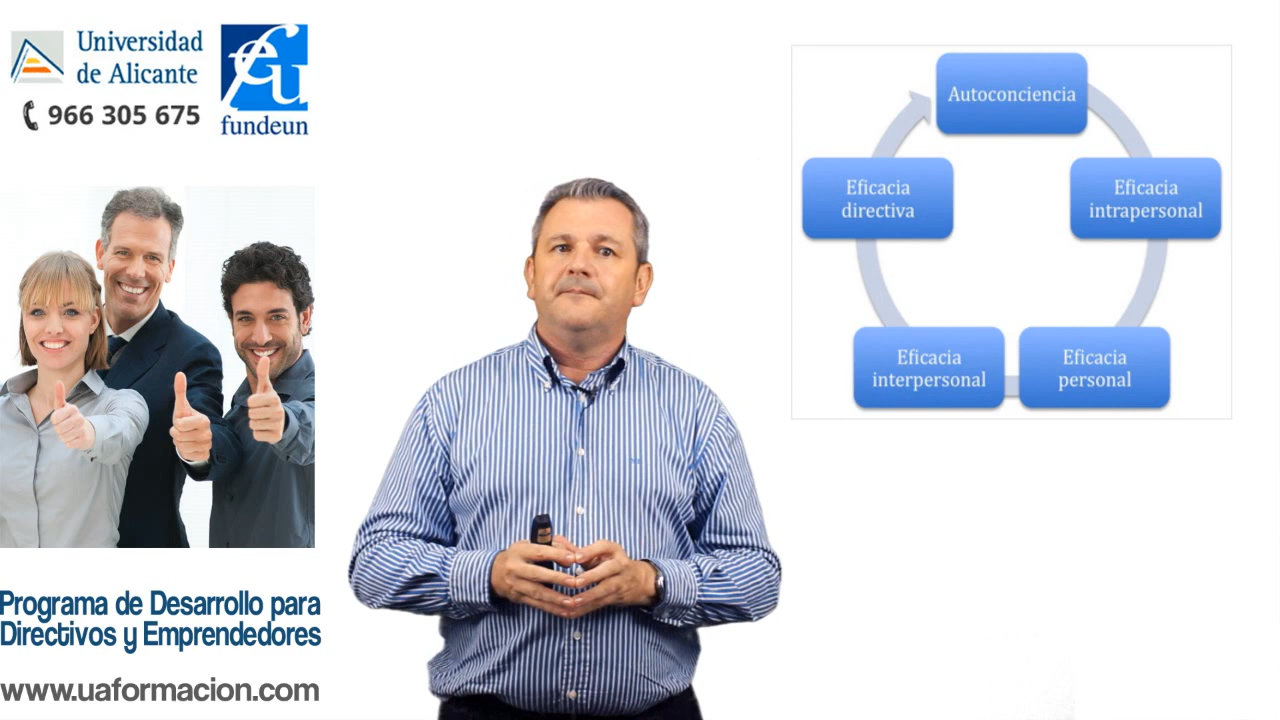 Universidad
de Alicante
966 305 675
feu
fundeun
Autoconciencia
Eficacia
intrapersonal
Eficacia
personal
Eficacia
interpersonal
Eficacia
directiva
Programa de Desarrollo para
Directivos y Emprendedores
www.uaformacion.com